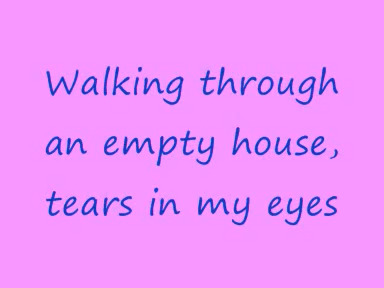 Walking through
an empty house,
tears in my eyes